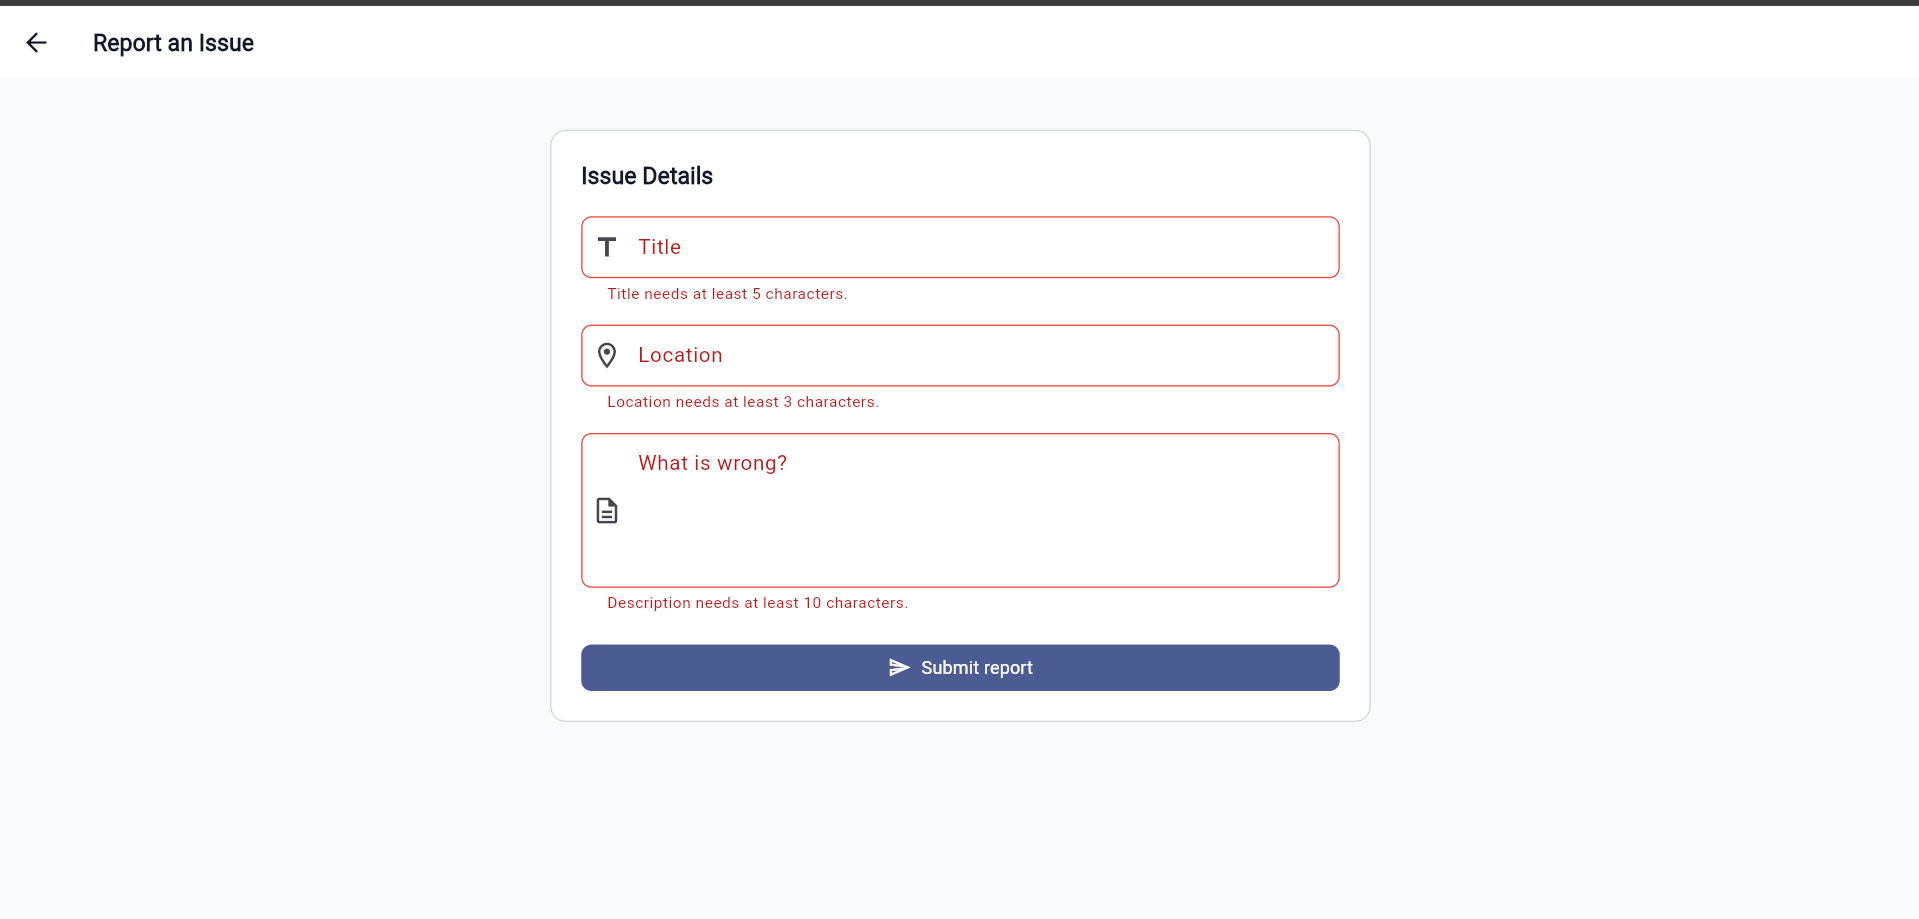 Report an Issue
Issue Details
Title
Title needs at least 5 characters.
Location
Location needs at least 3 characters.
What is wrong?
Description needs at least 10 characters.
Submit report